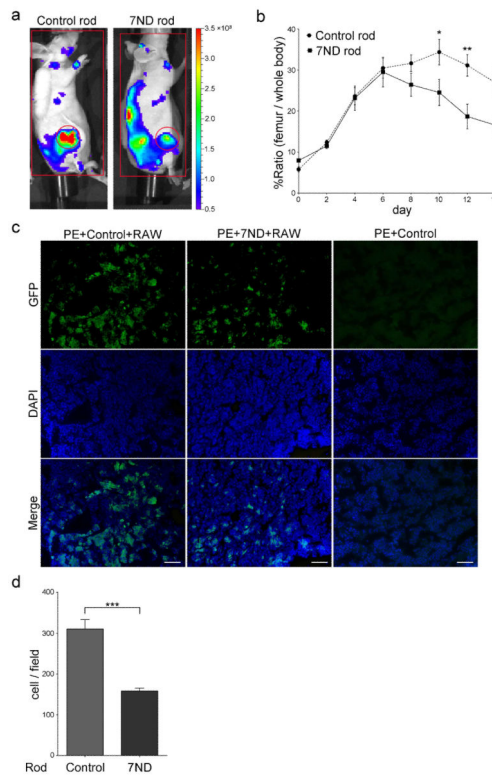 a
Control rod
7ND rod
3.5 ×10⁸
3.0
2.5
2.0
1.5
1.0
0.5
b
Control rod
7ND rod
%Ratio (femur / whole body)
40
30
20
10
0
*
**
0 2 4 6 8 10 12
day
c
PE+Control+RAW
PE+7ND+RAW
PE+Control
GFP
DAPI
Merge
d
cell / field
400
300
200
100
0
***
Rod Control 7ND